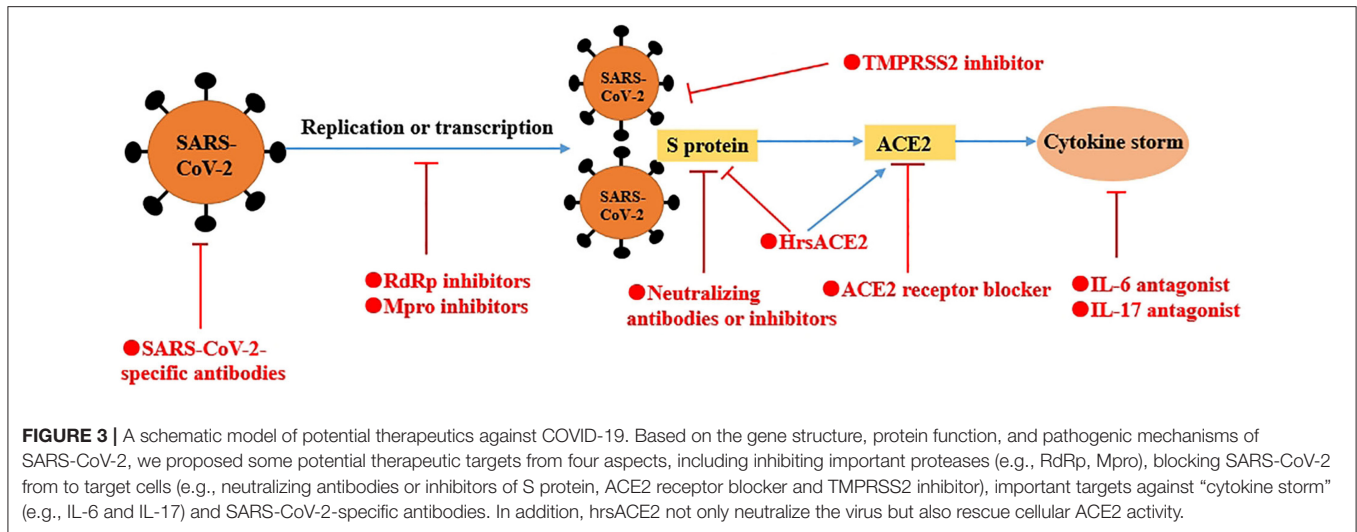 SARS-
CoV-2
Replication or transcription
SARS-
CoV-2
SARS-
CoV-2
S protein
ACE2
Cytokine storm
TMPRSS2 inhibitor
HrsACE2
SARS-CoV-2-
specific antibodies
RdRp inhibitors
Mpro inhibitors
Neutralizing
antibodies or inhibitors
ACE2 receptor blocker
IL-6 antagonist
IL-17 antagonist
FIGURE 3 | A schematic model of potential therapeutics against COVID-19. Based on the gene structure, protein function, and pathogenic mechanisms of
SARS-CoV-2, we proposed some potential therapeutic targets from four aspects, including inhibiting important proteases (e.g., RdRp, Mpro), blocking SARS-CoV-2
from to target cells (e.g., neutralizing antibodies or inhibitors of S protein, ACE2 receptor blocker and TMPRSS2 inhibitor), important targets against “cytokine storm”
(e.g., IL-6 and IL-17) and SARS-CoV-2-specific antibodies. In addition, hrsACE2 not only neutralize the virus but also rescue cellular ACE2 activity.